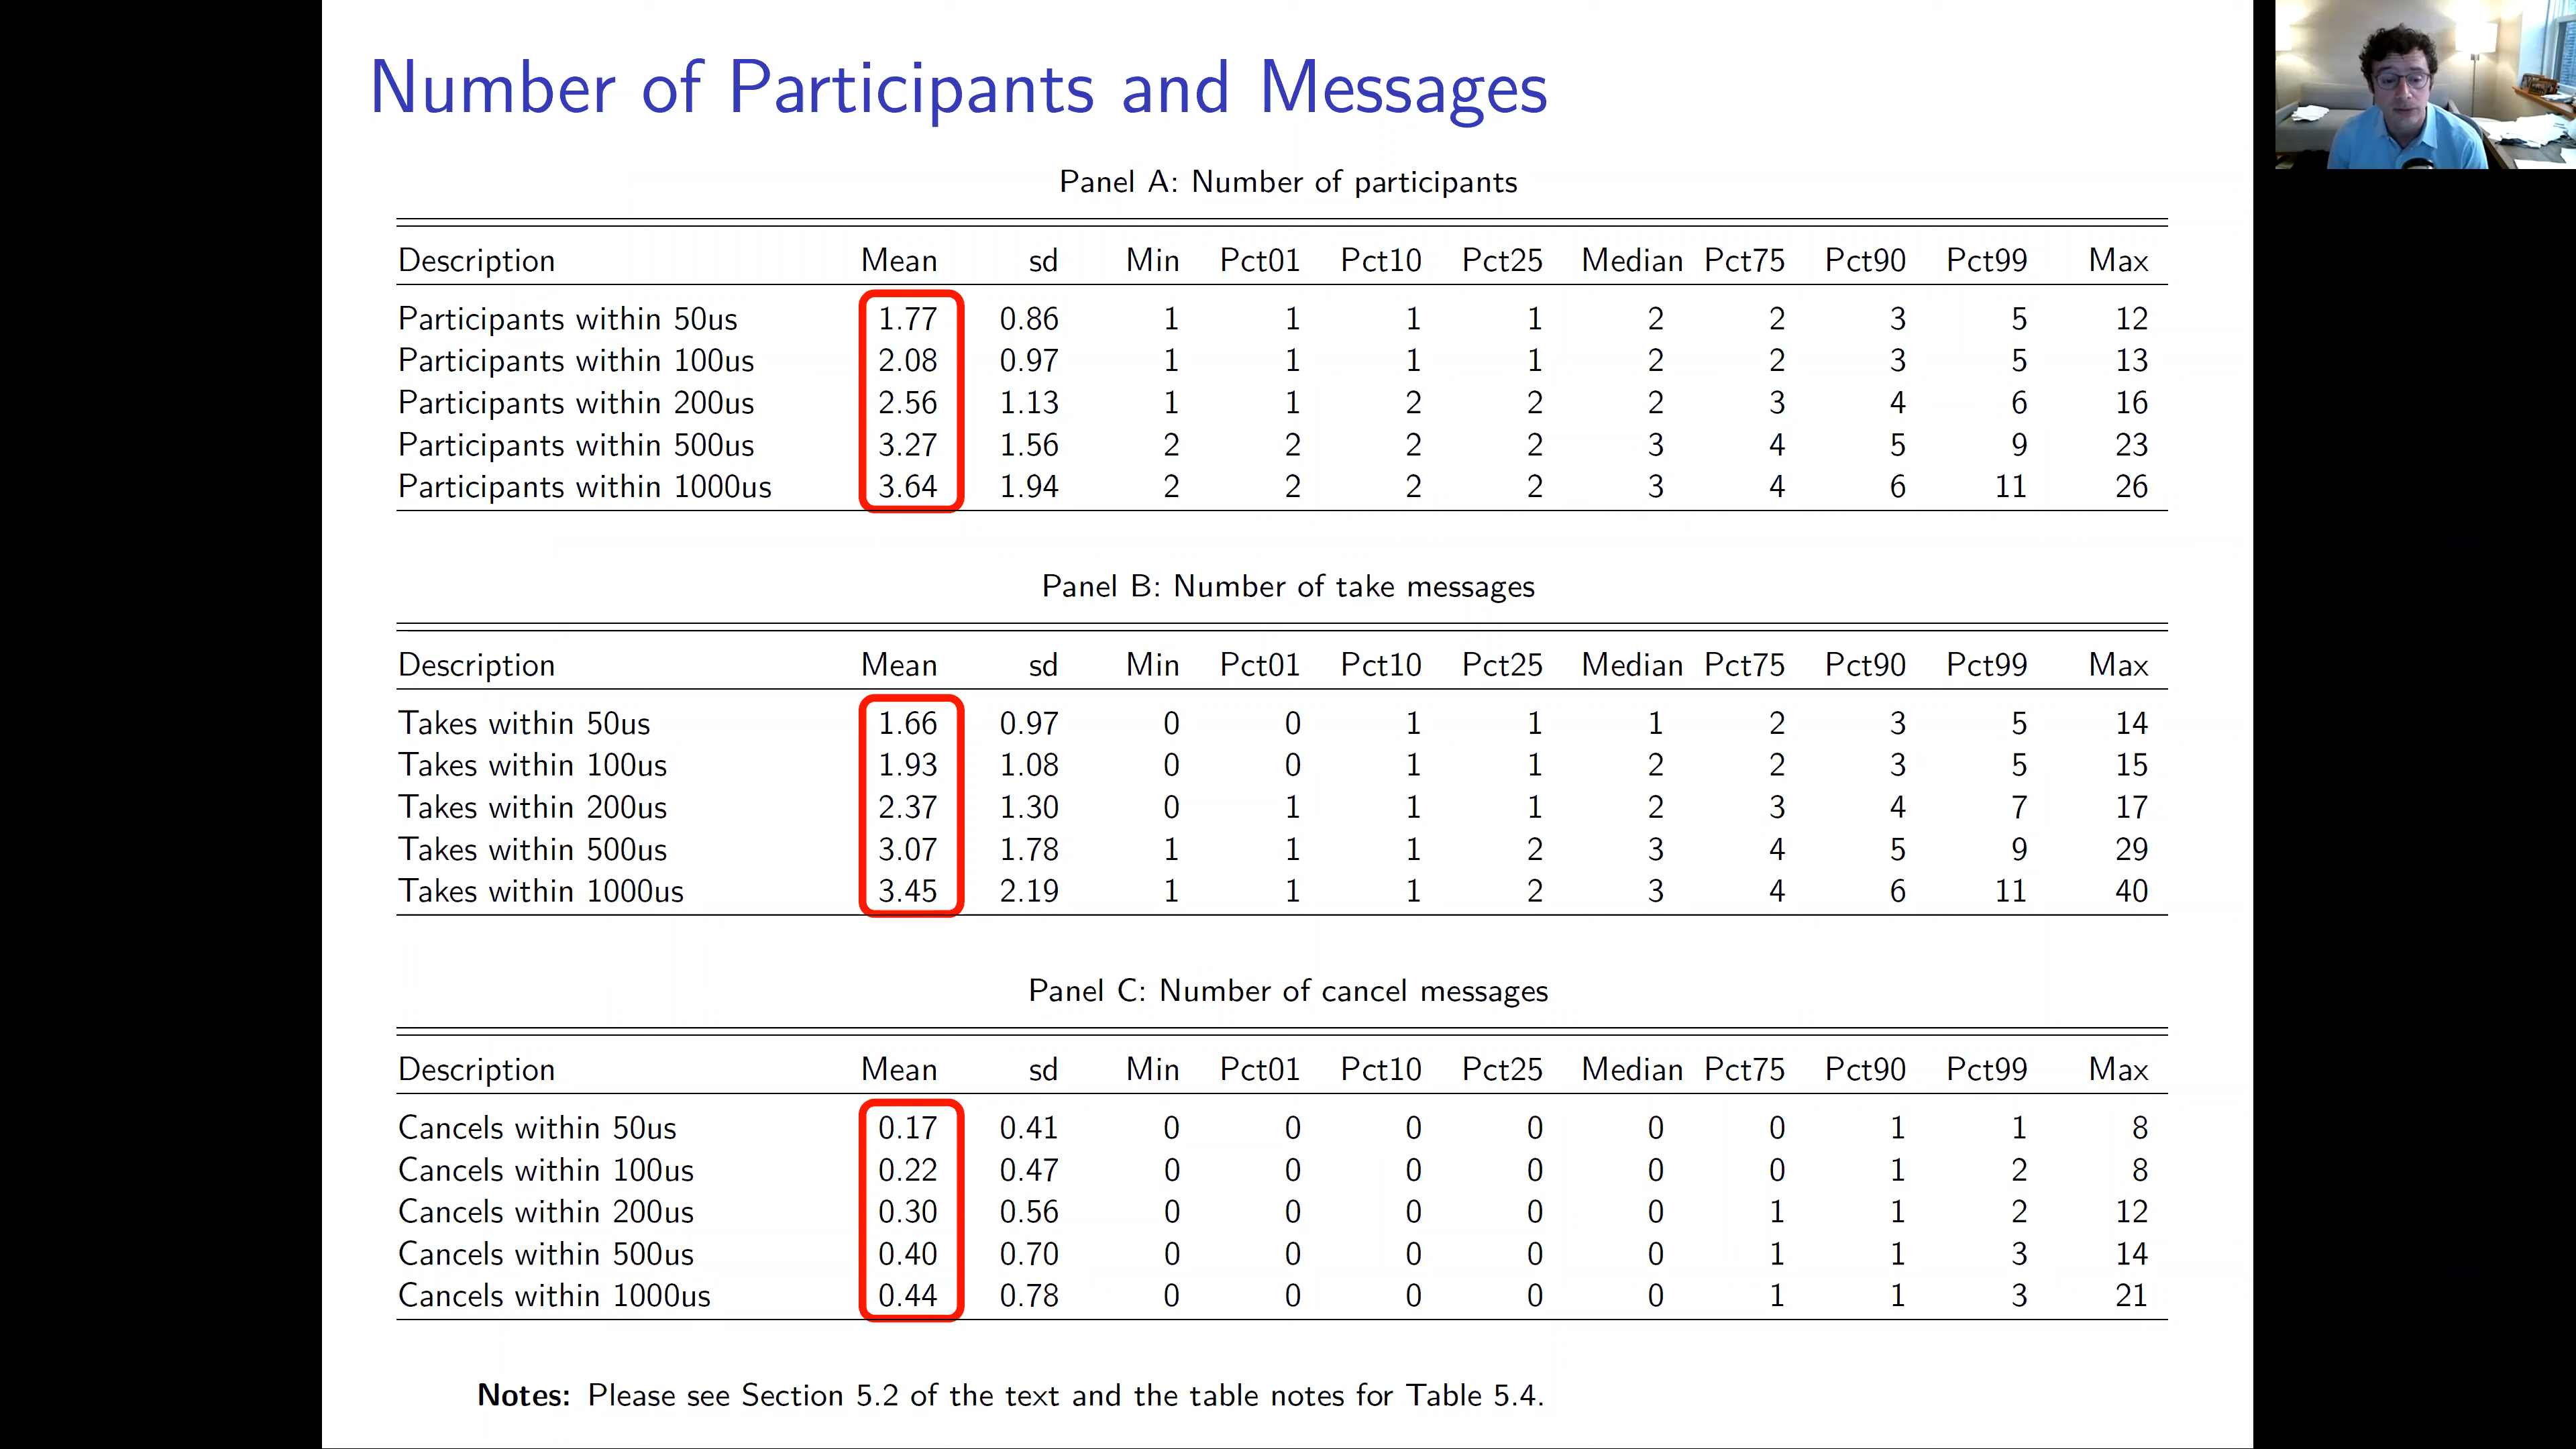 Number of Participants and Messages
Panel A: Number of participants
Description Mean sd Min Pct01 Pct10 Pct25 Median Pct75 Pct90 Pct99 Max
Participants within 50us 1.77 0.86 1 1 1 1 2 2 3 5 12
Participants within 100us 2.08 0.97 1 1 1 1 2 2 3 5 13
Participants within 200us 2.56 1.13 1 1 2 2 2 3 4 6 16
Participants within 500us 3.27 1.56 2 2 2 2 3 4 5 9 23
Participants within 1000us 3.64 1.94 2 2 2 2 3 4 6 11 26
Panel B: Number of take messages
Description Mean sd Min Pct01 Pct10 Pct25 Median Pct75 Pct90 Pct99 Max
Takes within 50us 1.66 0.97 0 0 1 1 1 2 3 5 14
Takes within 100us 1.93 1.08 0 0 1 1 2 2 3 5 15
Takes within 200us 2.37 1.30 0 1 1 1 2 3 4 7 17
Takes within 500us 3.07 1.78 1 1 1 2 3 4 5 9 29
Takes within 1000us 3.45 2.19 1 1 1 2 3 4 6 11 40
Panel C: Number of cancel messages
Description Mean sd Min Pct01 Pct10 Pct25 Median Pct75 Pct90 Pct99 Max
Cancels within 50us 0.17 0.41 0 0 0 0 0 0 1 1 8
Cancels within 100us 0.22 0.47 0 0 0 0 0 0 1 2 8
Cancels within 200us 0.30 0.56 0 0 0 0 0 1 1 2 12
Cancels within 500us 0.40 0.70 0 0 0 0 0 1 1 3 14
Cancels within 1000us 0.44 0.78 0 0 0 0 0 1 1 3 21
Notes: Please see Section 5.2 of the text and the table notes for Table 5.4.